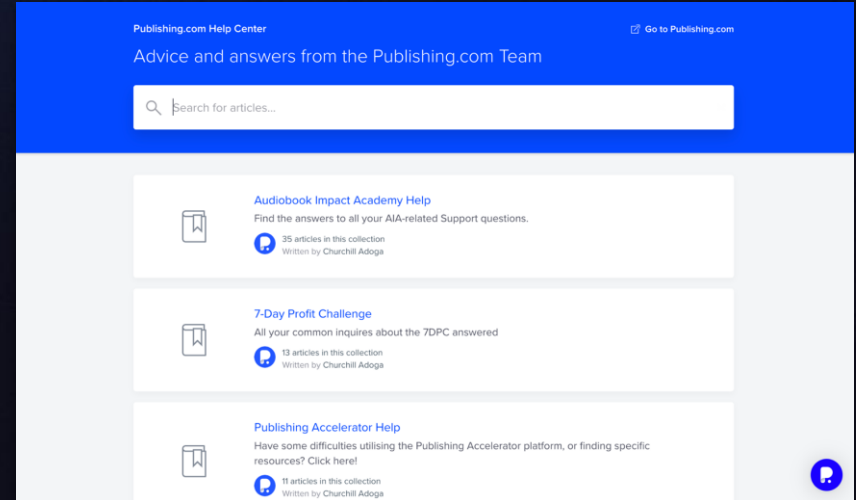 Publishing.com Help Center
Go to Publishing.com
Advice and answers from the Publishing.com Team
Search for articles...
Audiobook Impact Academy Help
Find the answers to all your AIA-related Support questions.
35 articles in this collection
Written by Churchill Adoga
7-Day Profit Challenge
All your common inquires about the 7DPC answered
13 articles in this collection
Written by Churchill Adoga
Publishing Accelerator Help
Have some difficulties utilising the Publishing Accelerator platform, or finding specific
resources? Click here!
11 articles in this collection
Written by Churchill Adoga